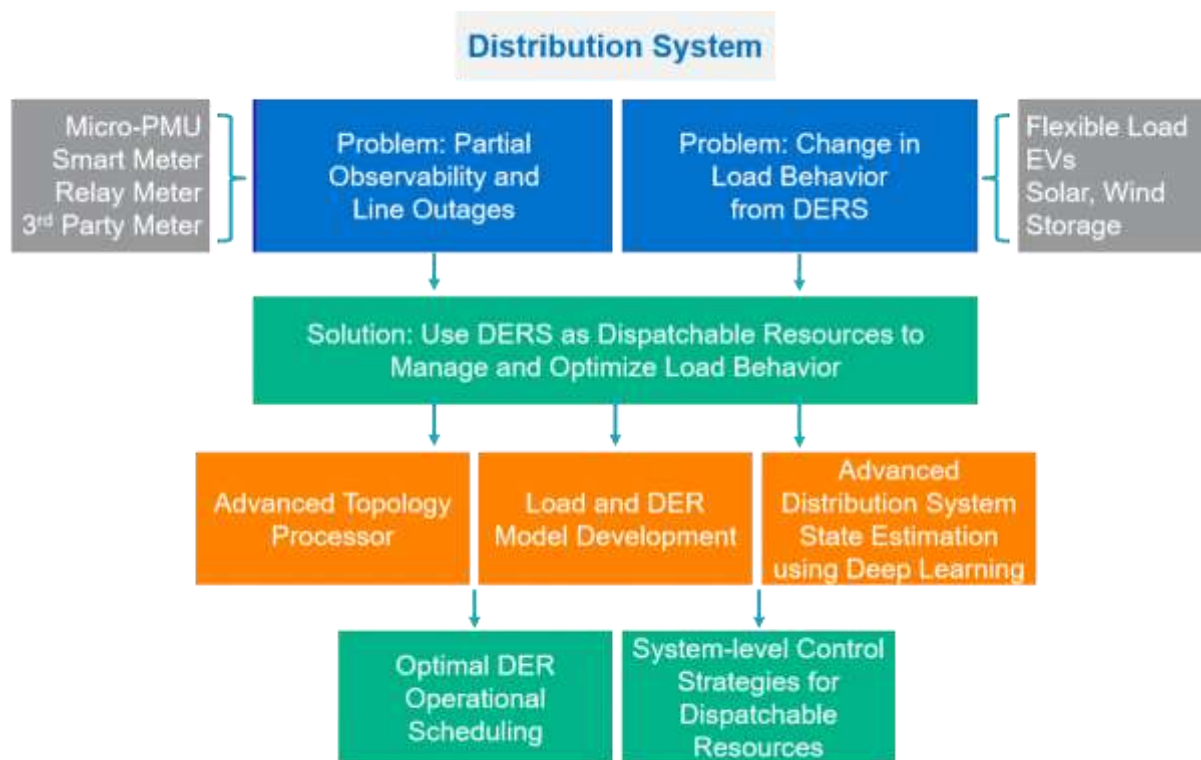 Distribution System
Micro-PMU
Smart Meter
Relay Meter
3rd Party Meter
Problem: Partial
Observability and
Line Outages
Problem: Change in
Load Behavior
from DERS
Flexible Load
EVs
Solar, Wind
Storage
Solution: Use DERS as Dispatchable Resources to
Manage and Optimize Load Behavior
Advanced Topology
Processor
Load and DER
Model Development
Advanced
Distribution System
State Estimation
using Deep Learning
Optimal DER
Operational
Scheduling
System-level Control
Strategies for
Dispatchable
Resources